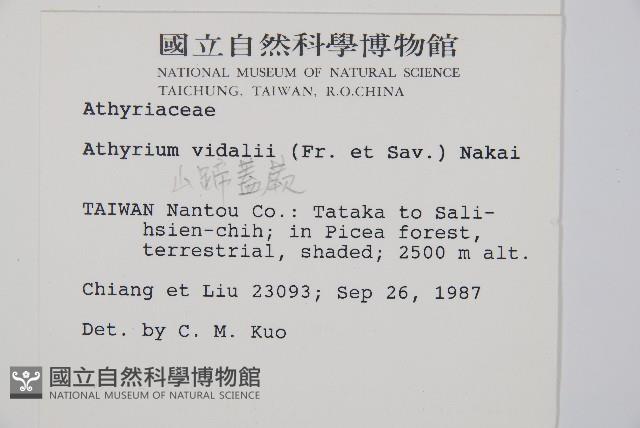 國立自然科學博物館
NATIONAL MUSEUM OF NATURAL SCIENCE
TAICHUNG, TAIWAN, R.O.CHINA
Athyriaceae
Athyrium vidalii (Fr. et Sav.) Nakai
山蹄蓋蕨
TAIWAN Nantou Co.: Tataka to Sali-
hsien-chih; in Picea forest,
terrestrial, shaded; 2500 m alt.
Chiang et Liu 23093; Sep 26, 1987
Det. by C. M. Kuo
國立自然科學博物館
NATIONAL MUSEUM OF NATURAL SCIENCE